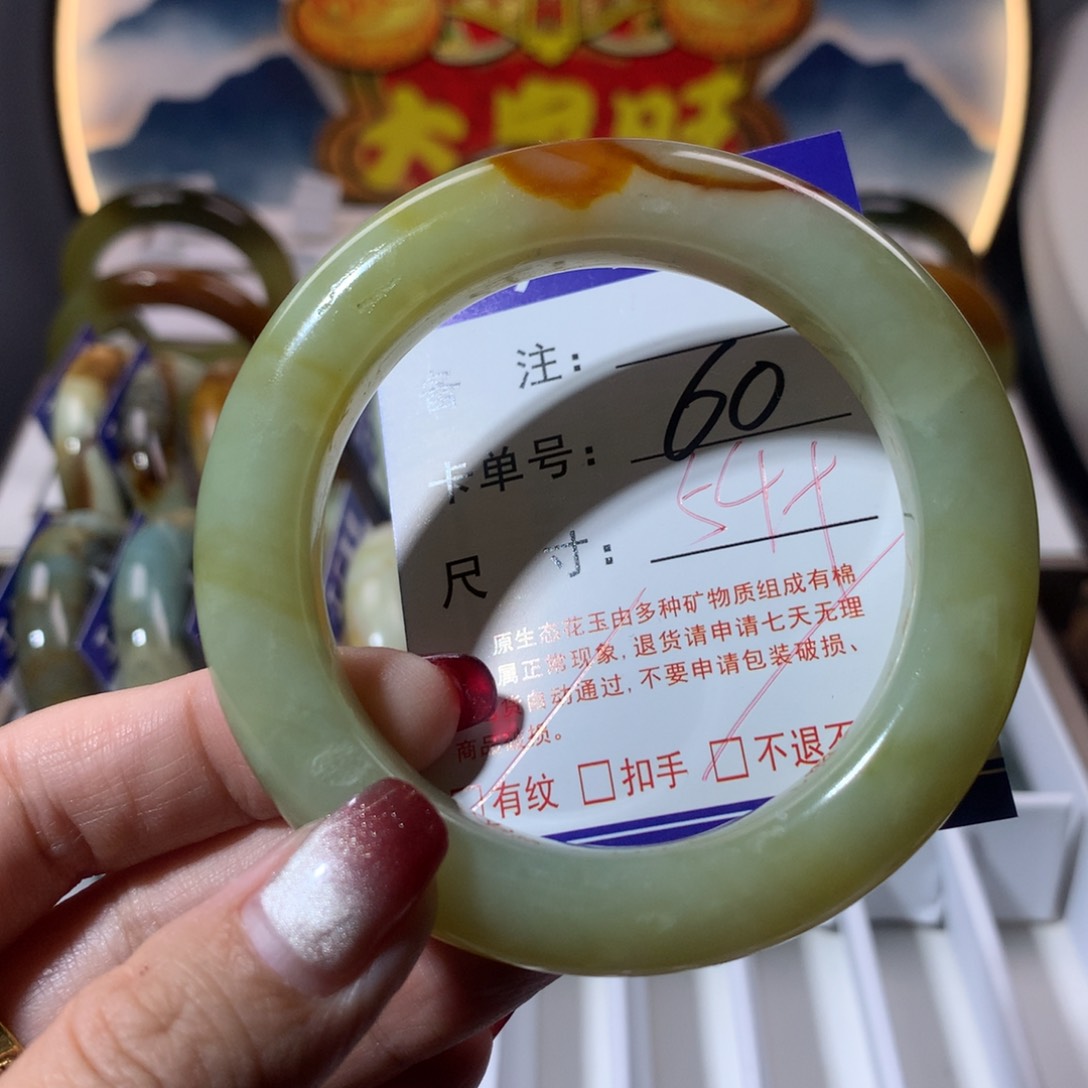 大泉旺
备 注：
卡单号： 60
尺 寸： 544
原生态花玉由多种矿物质组成有棉
属正常现象，退货请申请七天无理
自动通过，不要申请包装破损、
商品 损。
□有纹 □扣手 □不退不